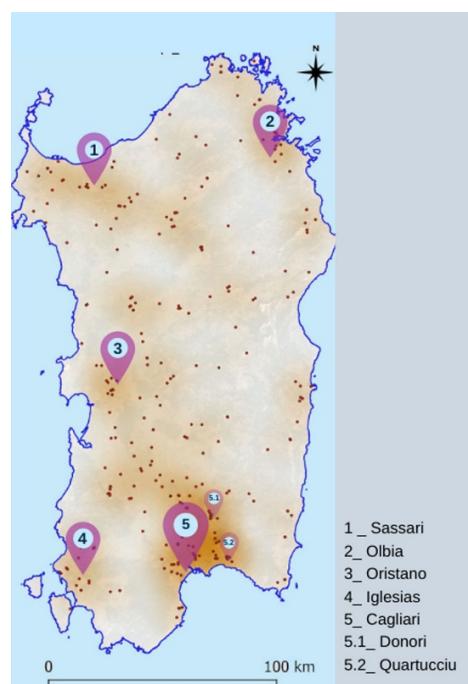 N
1
2
3
5.1
5
5.2
4
1 _ Sassari
2_ Olbia
3_ Oristano
4_ Iglesias
5_ Cagliari
5.1_ Donori
5.2_ Quartucciu
0 100 km